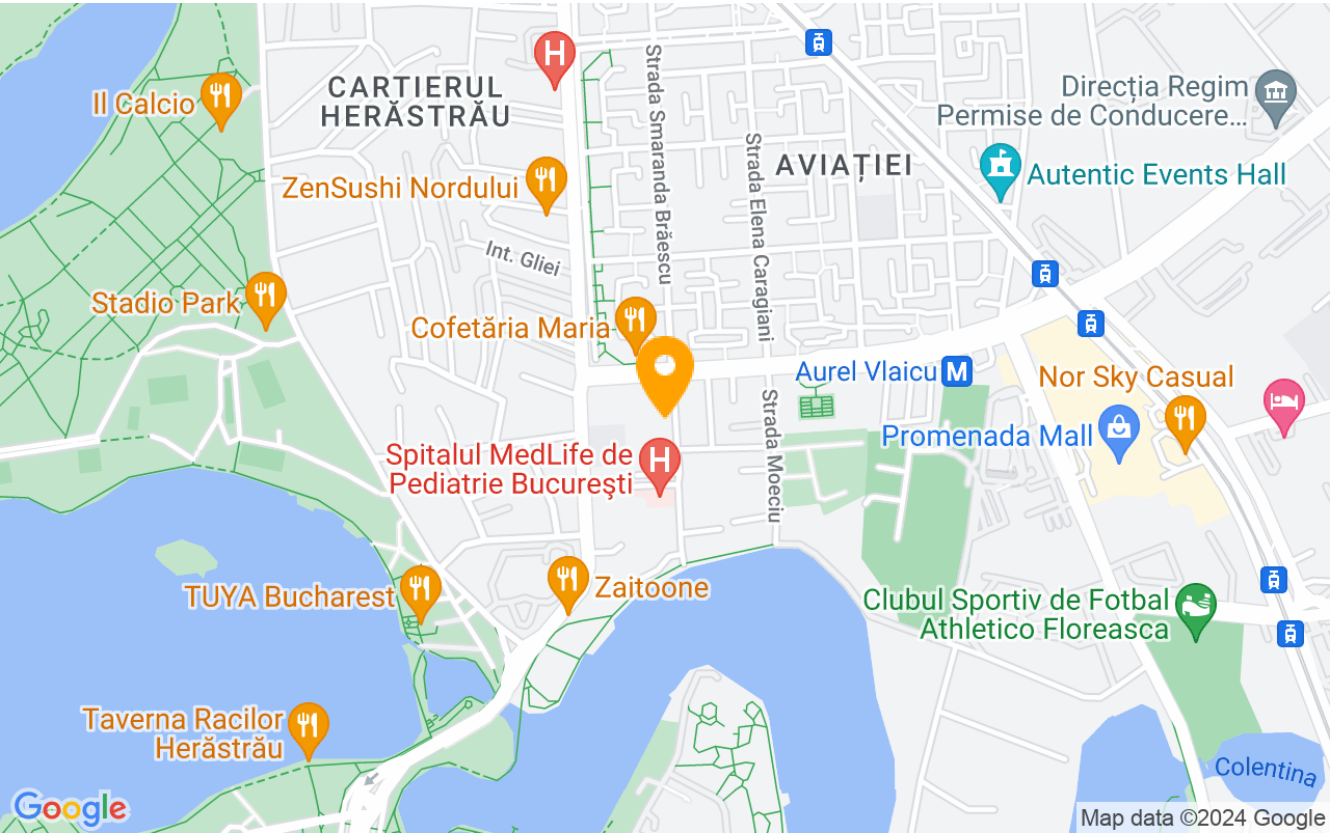 Strada Smaranda Brăescu
H
CARTIERUL
HERĂSTRĂU
Il Calcio
Direcția Regim
Permise de Conducere...
Strada Elena Caragiani
AVIAȚIEI
Autentic Events Hall
ZenSushi Nordului
Int. Gliei
Stadio Park
Cofetăria Maria
Aurel Vlaicu M
Nor Sky Casual
Strada Moeciu
Promenada Mall
Spitalul MedLife de
Pediatrie Bucureşti
H
TUYA Bucharest
Zaitoone
Clubul Sportiv de Fotbal
Athletico Floreasca
Taverna Racilor
Herăstrău
Colentina
Google
Map data ©2024 Google